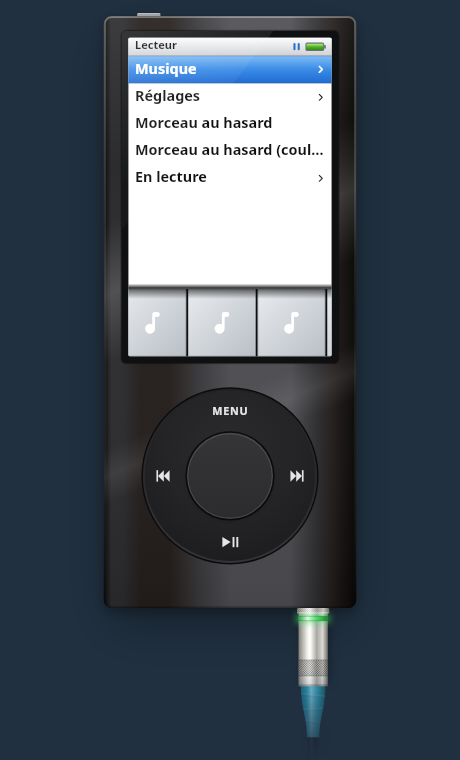 Lecteur
Musique
Réglages
Morceau au hasard
Morceau au hasard (coul...
En lecture
MENU